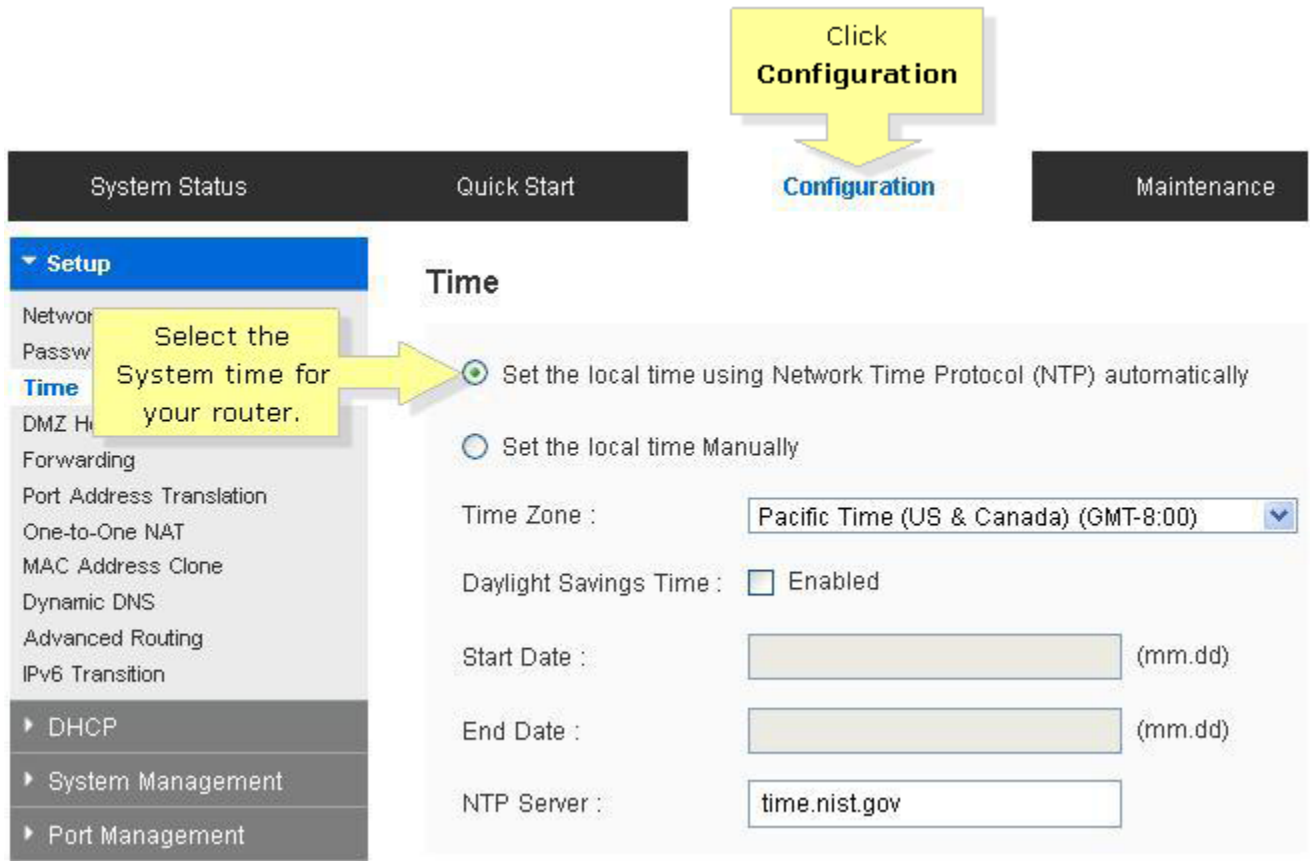 Click
Configuration
System Status
Quick Start
Configuration
Maintenance
Setup
Select the
System time for
your router.
Time
DMZ
Forwarding
Port Address Translation
One-to-One NAT
MAC Address Clone
Dynamic DNS
Advanced Routing
IPv6 Transition
DHCP
System Management
Port Management
Time
Set the local time using Network Time Protocol (NTP) automatically
Set the local time Manually
Time Zone : Pacific Time (US & Canada) (GMT-8:00)
Daylight Savings Time : Enabled
Start Date : (mm.dd)
End Date : (mm.dd)
NTP Server : time.nist.gov